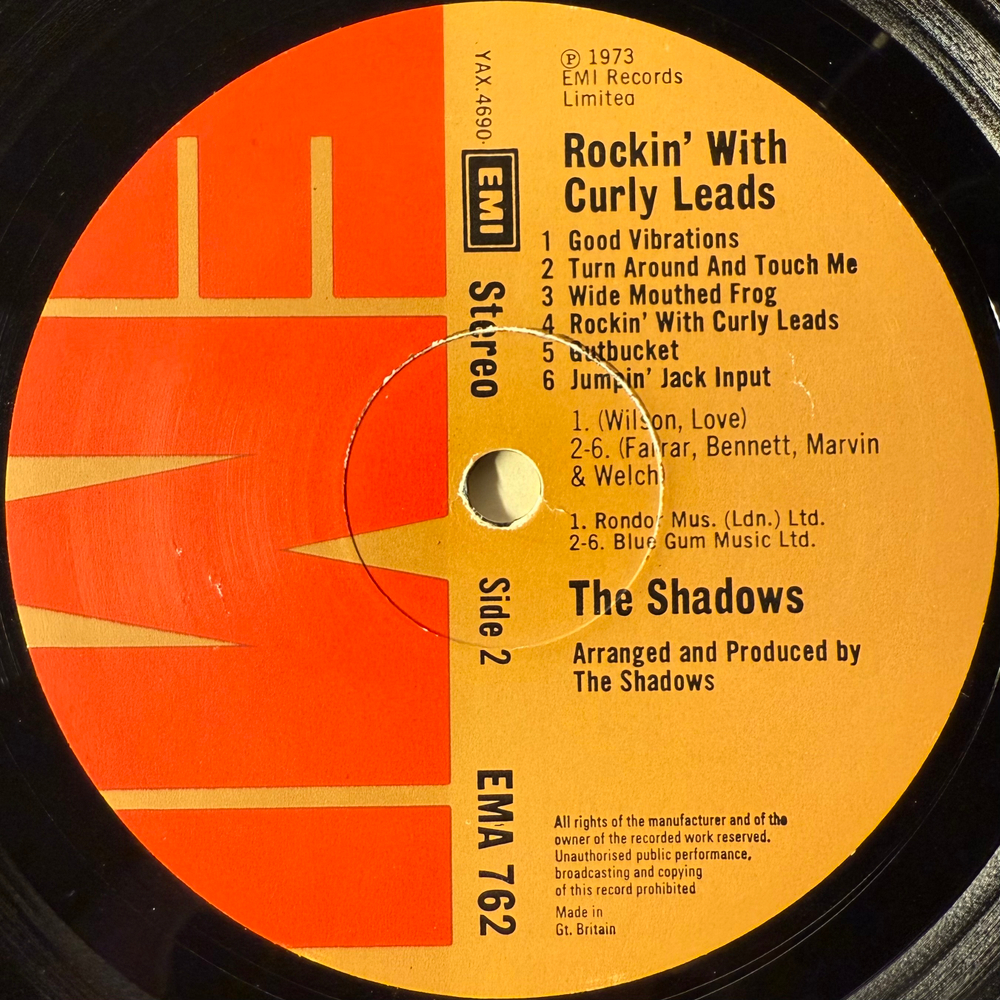 YAX.4690.
EMI
Stereo
Side 2
EMA 762
℗ 1973
EMI Records
Limited
Rockin' With
Curly Leads
1 Good Vibrations
2 Turn Around And Touch Me
3 Wide Mouthed Frog
4 Rockin' With Curly Leads
5 Gutbucket
6 Jumpin' Jack Input
1. (Wilson, Love)
2-6. (Farrar, Bennett, Marvin
& Welch)
1. Rondor Mus. (Ldn.) Ltd.
2-6. Blue Gum Music Ltd.
The Shadows
Arranged and Produced by
The Shadows
All rights of the manufacturer and of the
owner of the recorded work reserved.
Unauthorised public performance,
broadcasting and copying
of this record prohibited
Made in
Gt. Britain